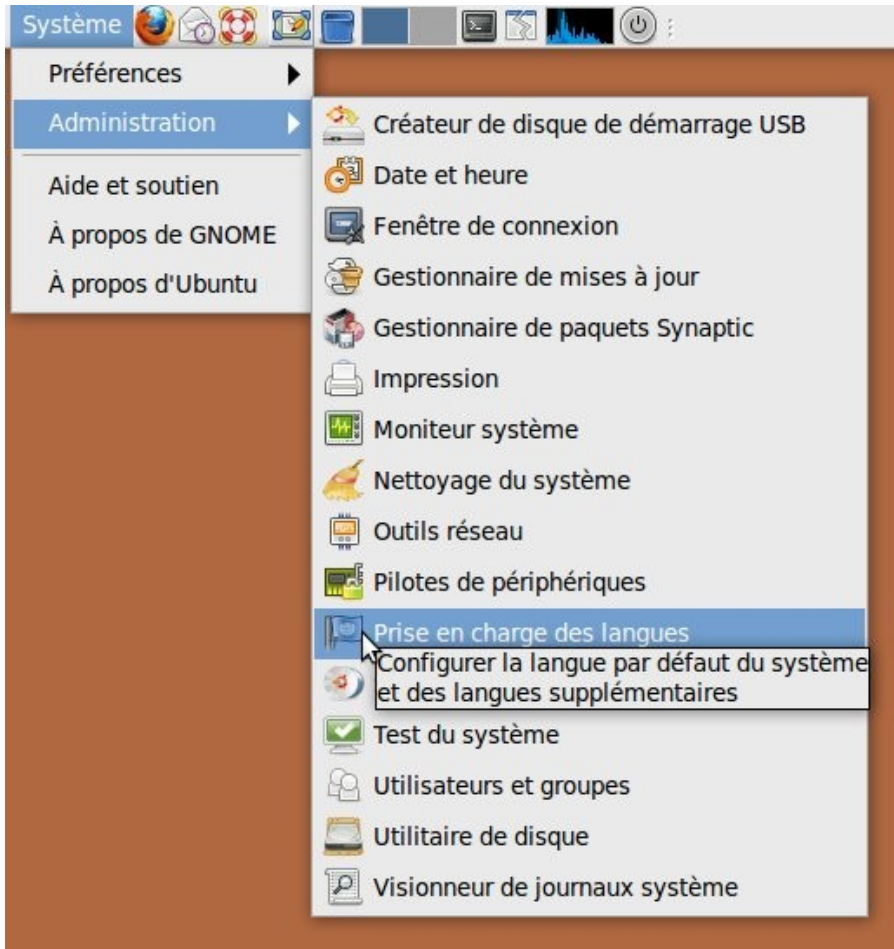 Système
Préférences
Administration
Aide et soutien
À propos de GNOME
À propos d'Ubuntu
Créateur de disque de démarrage USB
Date et heure
Fenêtre de connexion
Gestionnaire de mises à jour
Gestionnaire de paquets Synaptic
Impression
Moniteur système
Nettoyage du système
Outils réseau
Pilotes de périphériques
Prise en charge des langues
Configurer la langue par défaut du système
et des langues supplémentaires
Test du système
Utilisateurs et groupes
Utilitaire de disque
Visionneur de journaux système